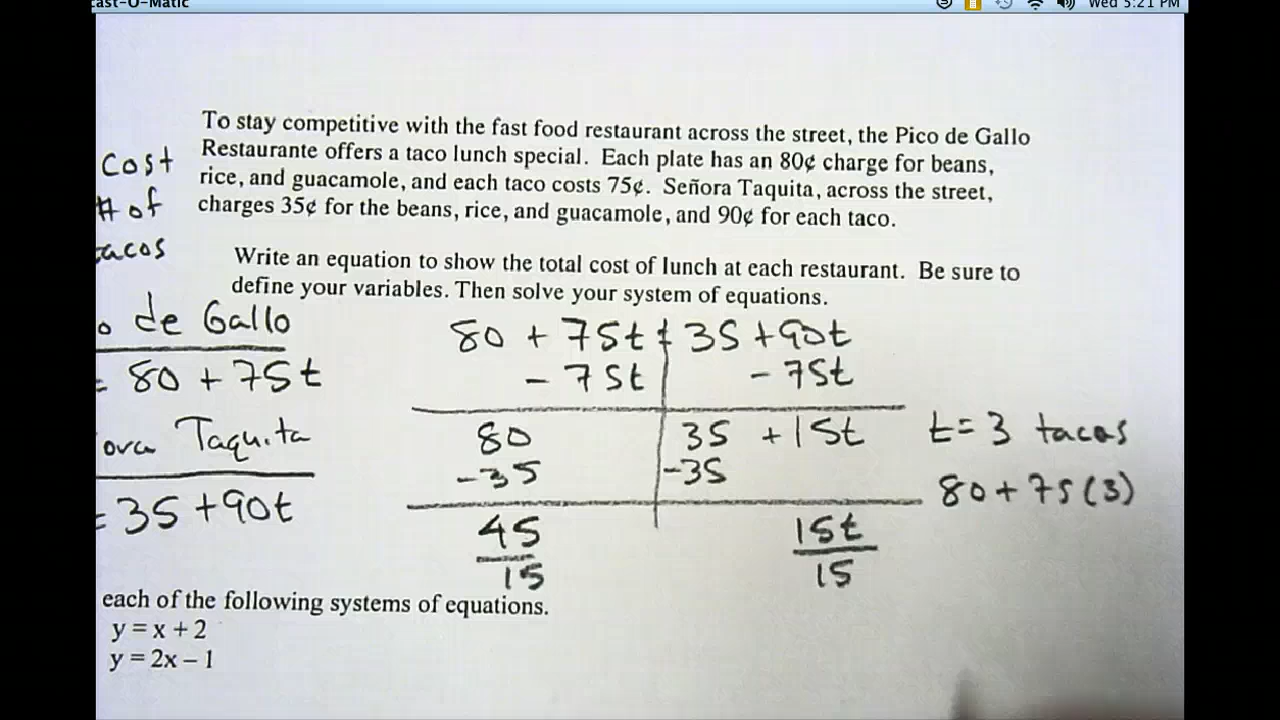 cast-O-Matic
Wed 5:21 PM
To stay competitive with the fast food restaurant across the street, the Pico de Gallo
Restaurante offers a taco lunch special. Each plate has an 80¢ charge for beans,
rice, and guacamole, and each taco costs 75¢. Señora Taquita, across the street,
charges 35¢ for the beans, rice, and guacamole, and 90¢ for each taco.
Cost
# of
tacos
Write an equation to show the total cost of lunch at each restaurant. Be sure to
define your variables. Then solve your system of equations.
o de Gallo
= 80 + 75t
ora Taquita
= 35 + 90t
80 + 75t = 35 + 90t
- 75t - 75t
80 35 + 15t
-35 -35
45 15t
15 15
t = 3 tacos
80 + 75(3)
each of the following systems of equations.
y = x + 2
y = 2x – 1